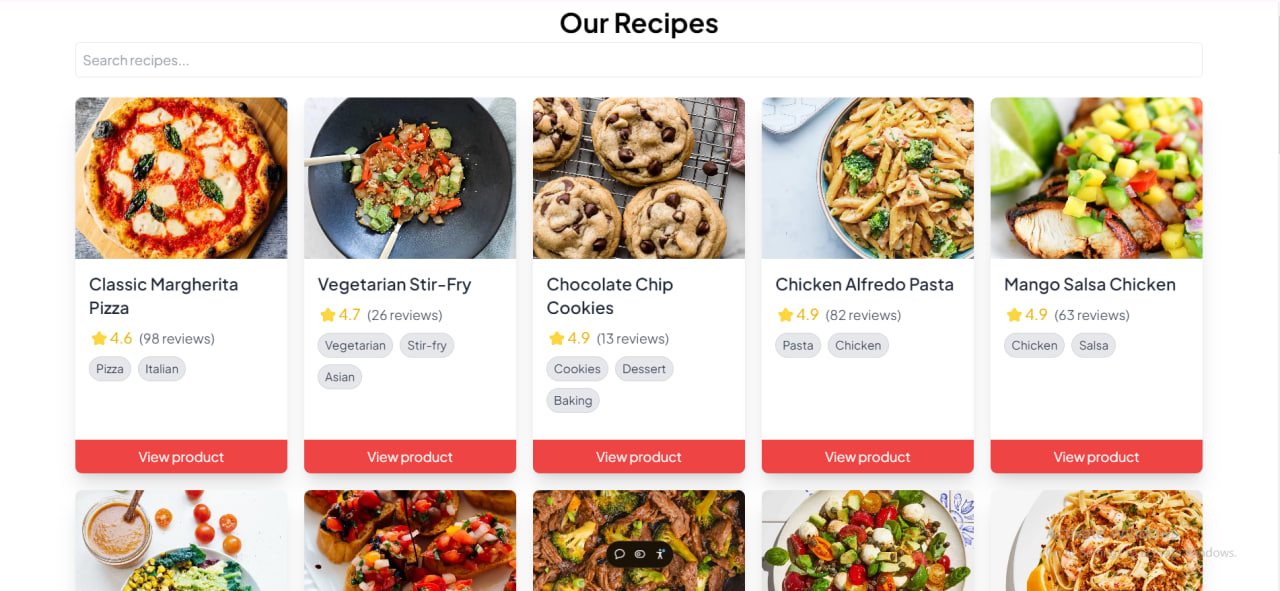 Our Recipes
Search recipes...
Classic Margherita
Pizza
4.6 (98 reviews)
Pizza Italian
View product
Vegetarian Stir-Fry
4.7 (26 reviews)
Vegetarian Stir-fry
Asian
View product
Chocolate Chip
Cookies
4.9 (13 reviews)
Cookies Dessert
Baking
View product
Chicken Alfredo Pasta
4.9 (82 reviews)
Pasta Chicken
View product
Mango Salsa Chicken
4.9 (63 reviews)
Chicken Salsa
View product